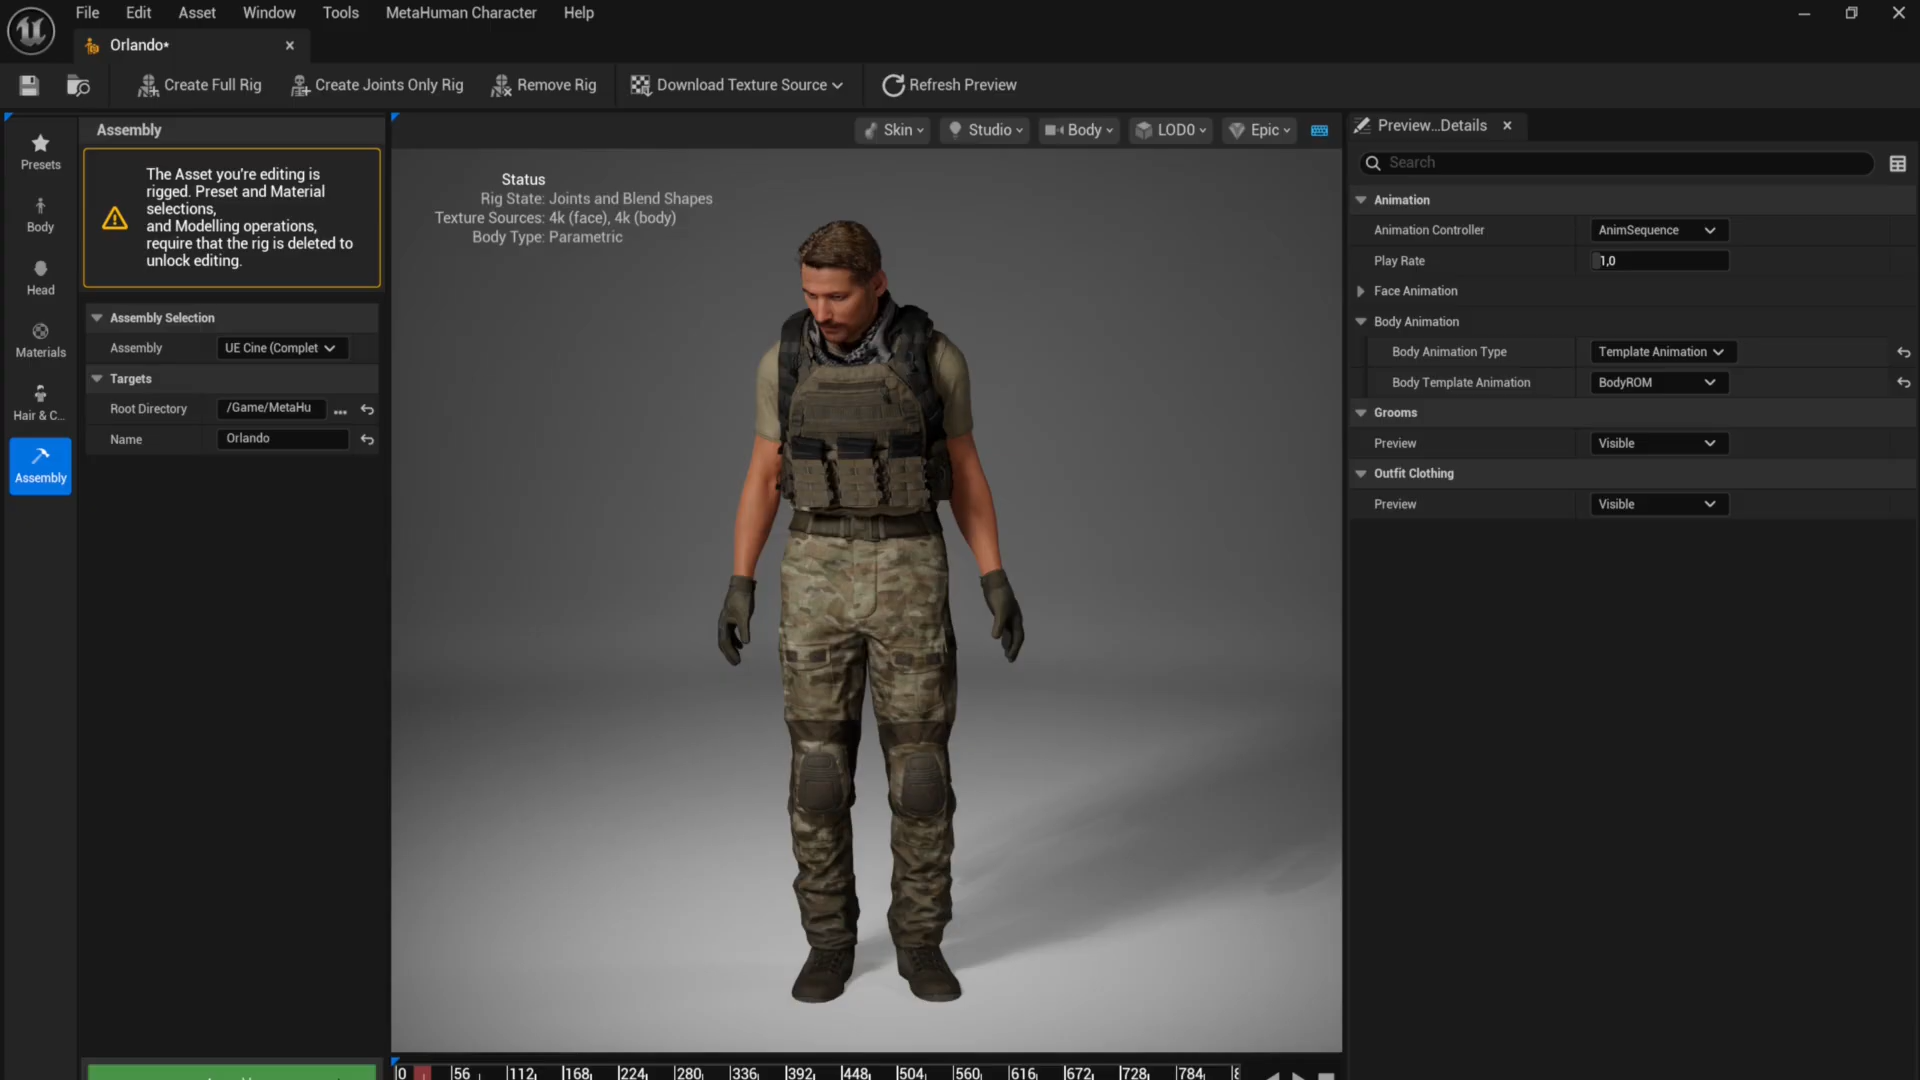 File Edit Asset Window Tools MetaHuman Character Help
Orlando*
Create Full Rig Create Joints Only Rig Remove Rig Download Texture Source Refresh Preview
Presets
Body
Head
Materials
Hair & C...
Assembly
Assembly
The Asset you're editing is
rigged. Preset and Material
selections,
and Modelling operations,
require that the rig is deleted to
unlock editing.
Assembly Selection
Assembly UE Cine (Complet
Targets
Root Directory /Game/MetaHu ...
Name Orlando
Skin Studio Body LOD0 Epic
Status
Rig State: Joints and Blend Shapes
Texture Sources: 4k (face), 4k (body)
Body Type: Parametric
0 56 112 168 224 280 336 392 448 504 560 616 672 728 784
Preview...Details
Search
Animation
Animation Controller AnimSequence
Play Rate 1,0
Face Animation
Body Animation
Body Animation Type Template Animation
Body Template Animation BodyROM
Grooms
Preview Visible
Outfit Clothing
Preview Visible